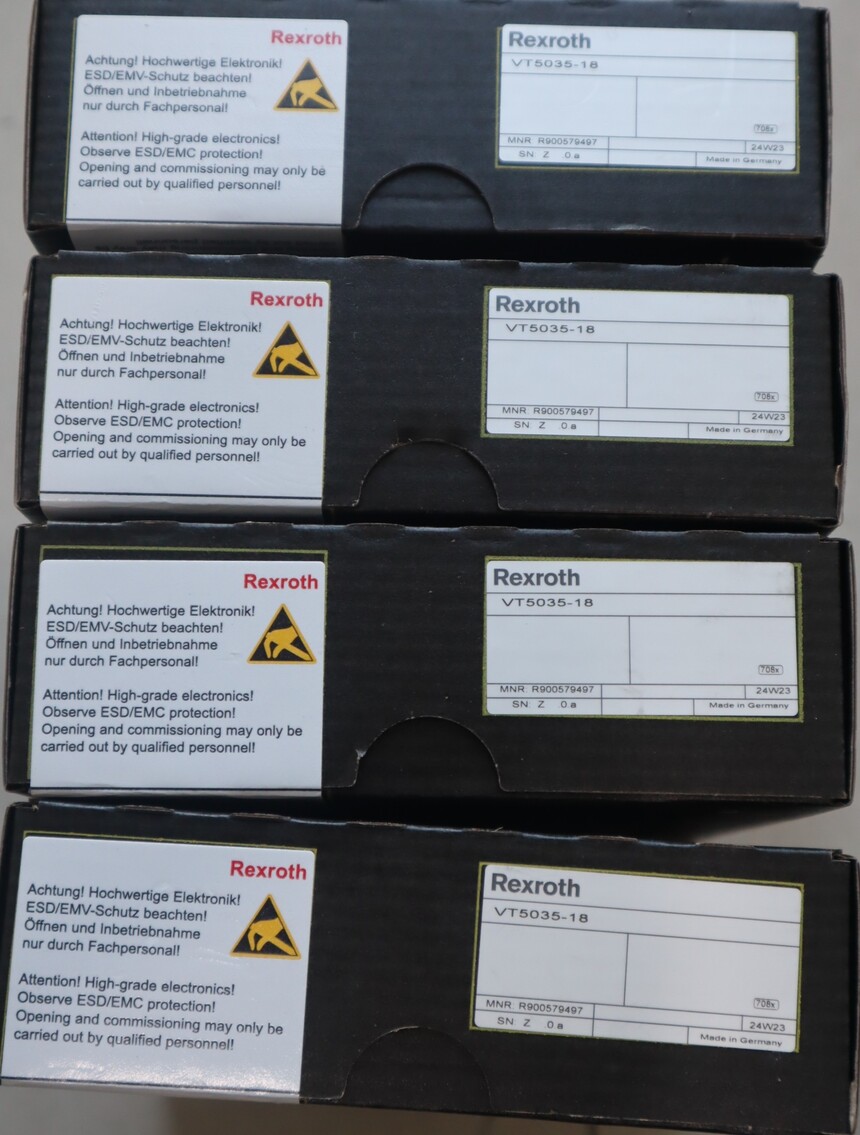 Rexroth
Achtung! Hochwertige Elektronik!
ESD/EMV-Schutz beachten!
Öffnen und Inbetriebnahme
nur durch Fachpersonal!
Attention! High-grade electronics!
Observe ESD/EMC protection!
Opening and commissioning may only be
carried out by qualified personnel!
Rexroth
VT5035-18
708x
MNR: R900579497
24W23
SN: Z .0.a
Made in Germany
Rexroth
Achtung! Hochwertige Elektronik!
ESD/EMV-Schutz beachten!
Öffnen und Inbetriebnahme
nur durch Fachpersonal!
Attention! High-grade electronics!
Observe ESD/EMC protection!
Opening and commissioning may only be
carried out by qualified personnel!
Rexroth
VT5035-18
708x
MNR: R900579497
24W23
SN: Z .0.a
Made in Germany
Rexroth
Achtung! Hochwertige Elektronik!
ESD/EMV-Schutz beachten!
Öffnen und Inbetriebnahme
nur durch Fachpersonal!
Attention! High-grade electronics!
Observe ESD/EMC protection!
Opening and commissioning may only be
carried out by qualified personnel!
Rexroth
VT5035-18
708x
MNR: R900579497
24W23
SN: Z .0.a
Made in Germany
Rexroth
Achtung! Hochwertige Elektronik!
ESD/EMV-Schutz beachten!
Öffnen und Inbetriebnahme
nur durch Fachpersonal!
Attention! High-grade electronics!
Observe ESD/EMC protection!
Opening and commissioning may only be
carried out by qualified personnel!
Rexroth
VT5035-18
708x
MNR: R900579497
24W23
SN: Z .0.a
Made in Germany